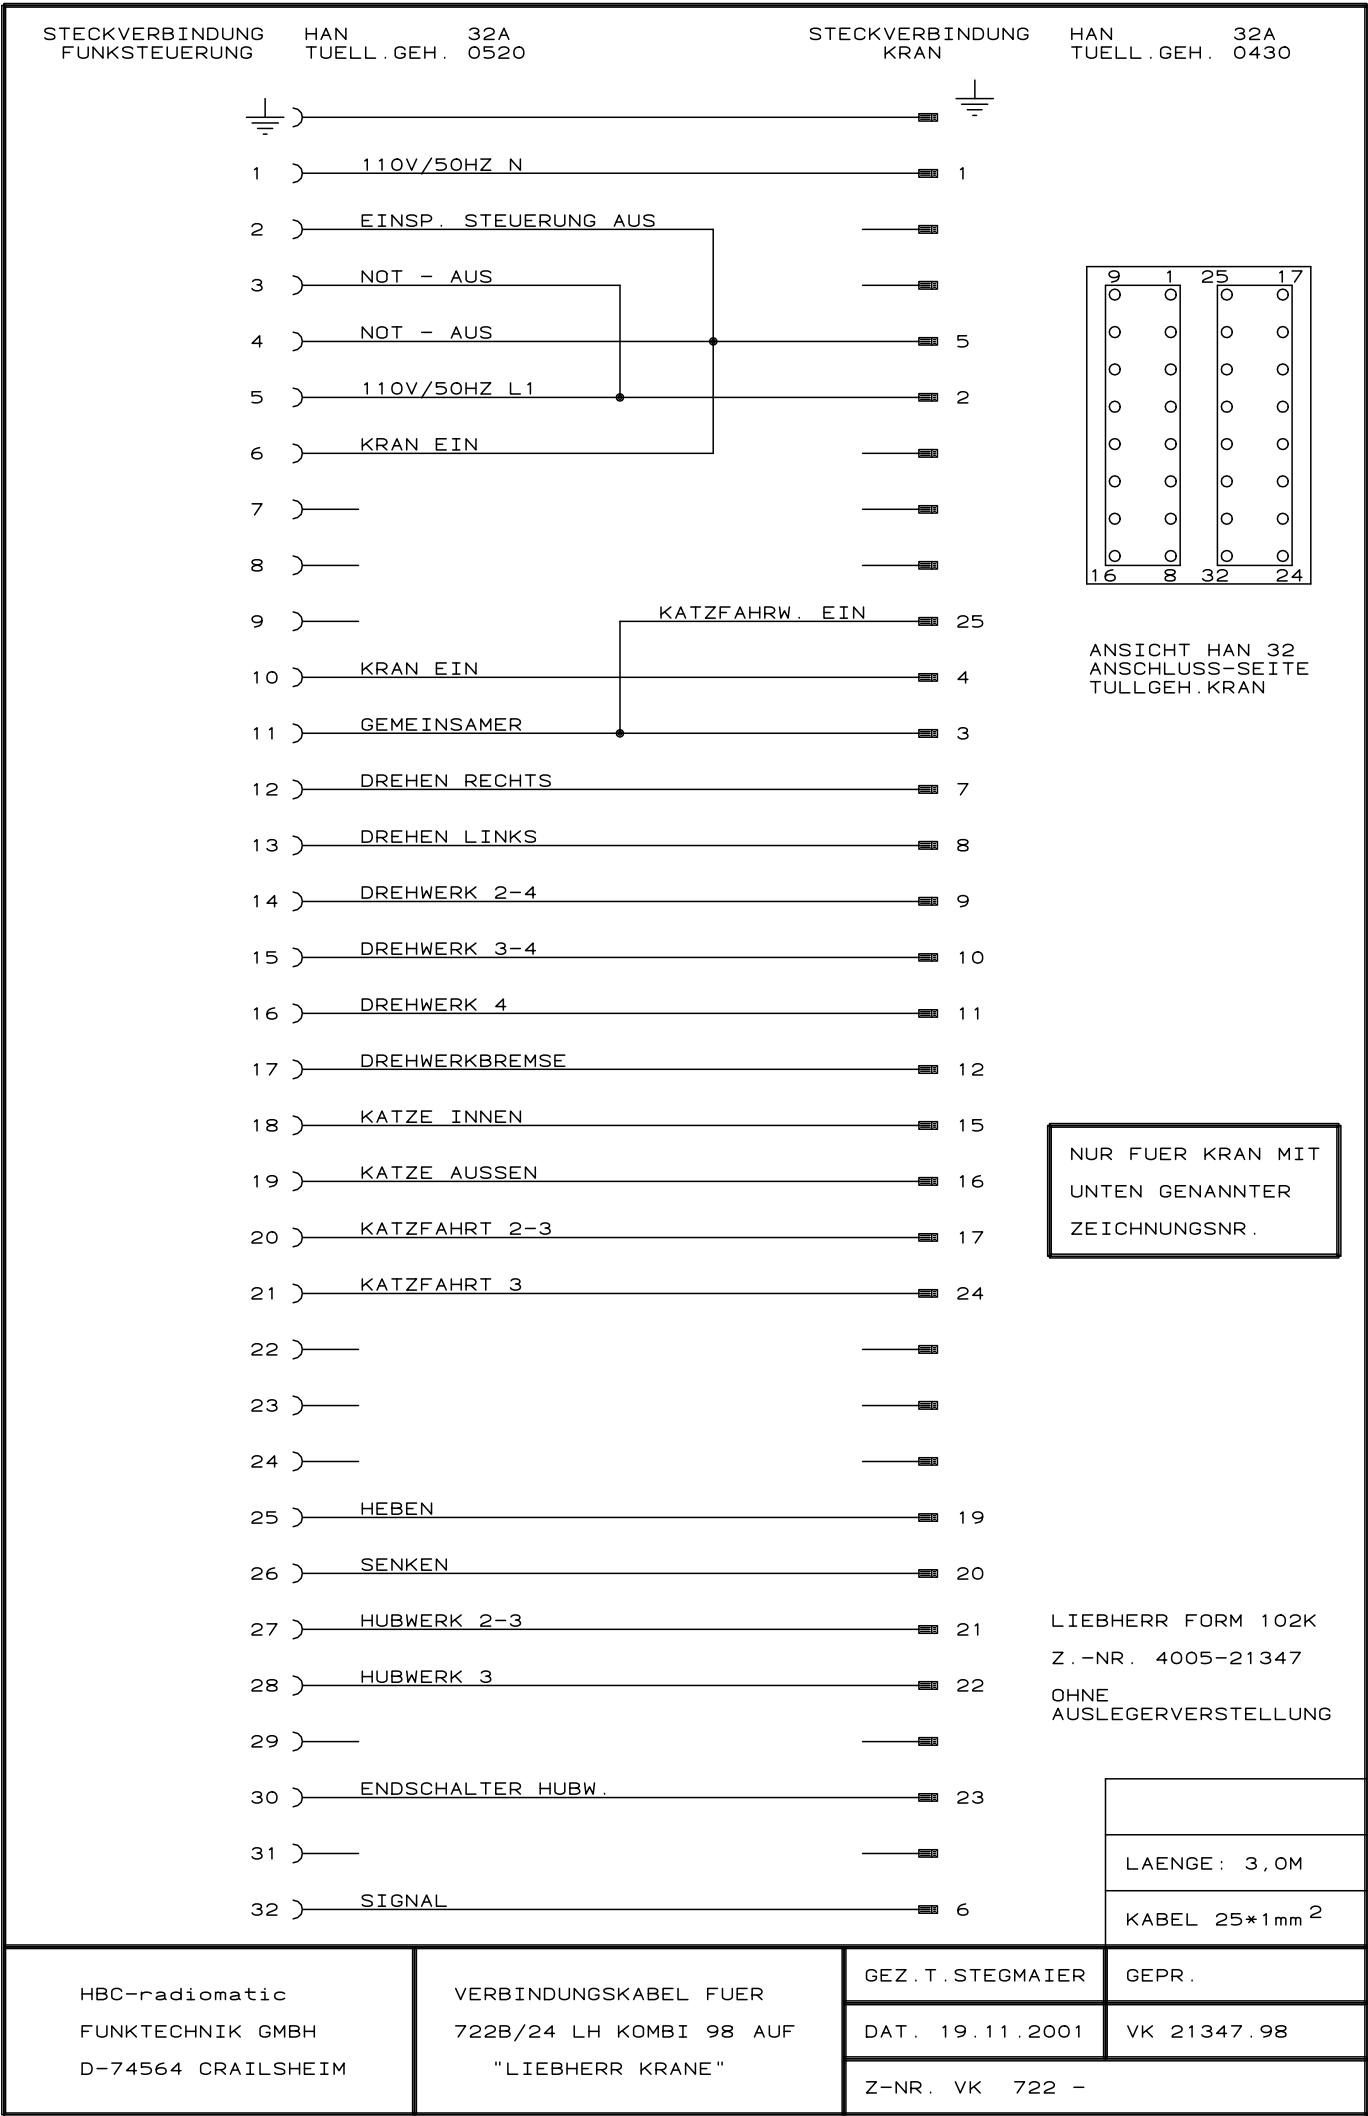 STECKVERBINDUNG HAN 32A
FUNKSTEUERUNG TUELL.GEH. 0520
STECKVERBINDUNG HAN 32A
KRAN TUELL.GEH. 0430
1 110V/50HZ N 1
2 EINSP. STEUERUNG AUS
3 NOT - AUS
4 NOT - AUS 5
5 110V/50HZ L1 2
6 KRAN EIN
7
8
9 KATZFAHRW. EIN 25
10 KRAN EIN 4
11 GEMEINSAMER 3
12 DREHEN RECHTS 7
13 DREHEN LINKS 8
14 DREHWERK 2-4 9
15 DREHWERK 3-4 10
16 DREHWERK 4 11
17 DREHWERKBREMSE 12
18 KATZE INNEN 15
19 KATZE AUSSEN 16
20 KATZFAHRT 2-3 17
21 KATZFAHRT 3 24
22
23
24
25 HEBEN 19
26 SENKEN 20
27 HUBWERK 2-3 21
28 HUBWERK 3 22
29
30 ENDSCHALTER HUBW. 23
31
32 SIGNAL 6
9 1 25 17
16 8 32 24
ANSICHT HAN 32
ANSCHLUSS-SEITE
TULLGEH.KRAN
NUR FUER KRAN MIT
UNTEN GENANNTER
ZEICHNUNGSNR.
LIEBHERR FORM 102K
Z.-NR. 4005-21347
OHNE
AUSLEGERVERSTELLUNG
LAENGE: 3,0M
KABEL 25*1mm²
HBC-radiomatic
FUNKTECHNIK GMBH
D-74564 CRAILSHEIM
VERBINDUNGSKABEL FUER
722B/24 LH KOMBI 98 AUF
"LIEBHERR KRANE"
GEZ.T.STEGMAIER GEPR.
DAT. 19.11.2001 VK 21347.98
Z-NR. VK 722 -